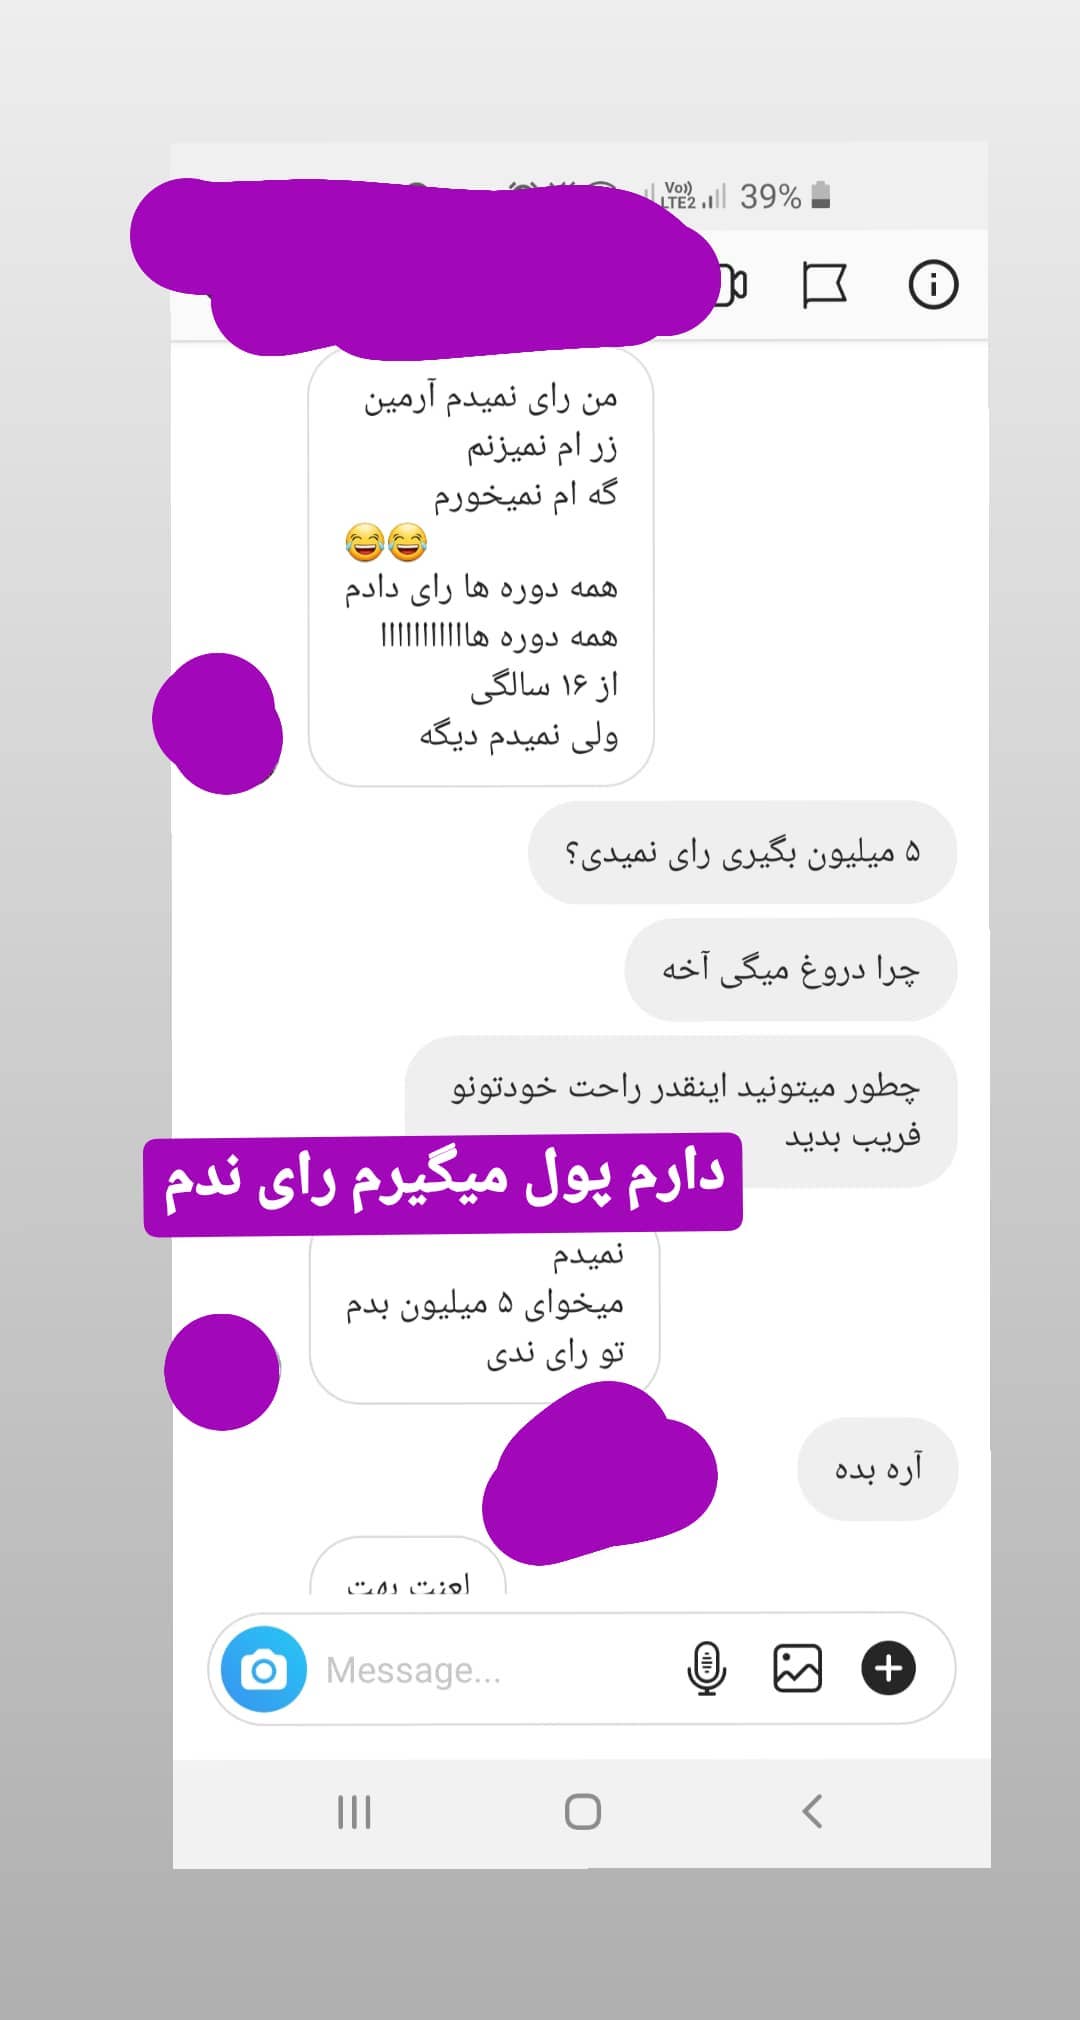 Vo))
LTE2
39%
من رای نمیدم آرمین
زر ام نمیزنم
گه ام نمیخورم
😂😂
همه دوره ها رای دادم
همه دوره هااااااااااااا
از ۱۶ سالگی
ولی نمیدم دیگه
۵ میلیون بگیری رای نمیدی؟
چرا دروغ میگی آخه
چطور میتونید اینقدر راحت خودتونو
فریب بدید
دارم پول میگیرم رای ندم
نمیدم
میخوای ۵ میلیون بدم
تو رای ندی
آره بده
لعنت بهت
Message...